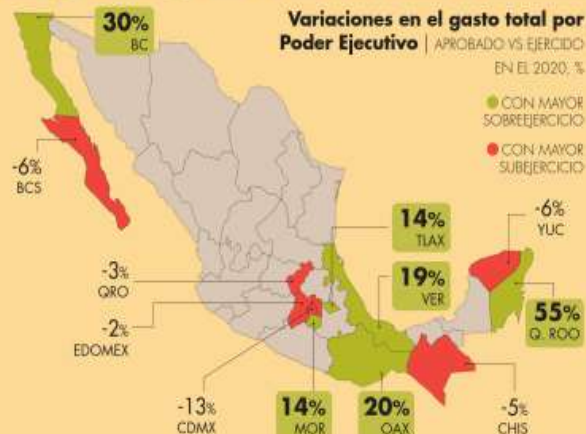 Variaciones en el gasto total por
Poder Ejecutivo | APROBADO VS EJERCIDO
EN EL 2020, %
CON MAYOR
SOBREEJERCICIO
CON MAYOR
SUBEJERCICIO
30%
BC
-6%
BCS
14%
TLAX
-6%
YUC
-3%
QRO
19%
VER
-2%
EDOMEX
55%
Q. ROO
-13%
CDMX
14%
MOR
20%
OAX
-5%
CHIS